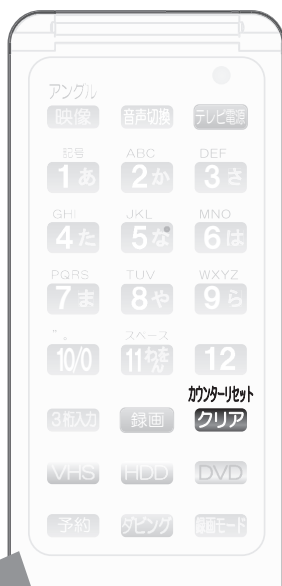 アングル
映像 音声切換 テレビ電源
記号 ABC DEF
1あ 2か 3さ
GHI JKL MNO
4た 5な 6は
PQRS TUV WXYZ
7ま 8や 9ら
゛゜ スペース
10/0 11わをん 12
カウンターリセット
3桁入力 録画 クリア
VHS HDD DVD
予約 ダビング 録画モード